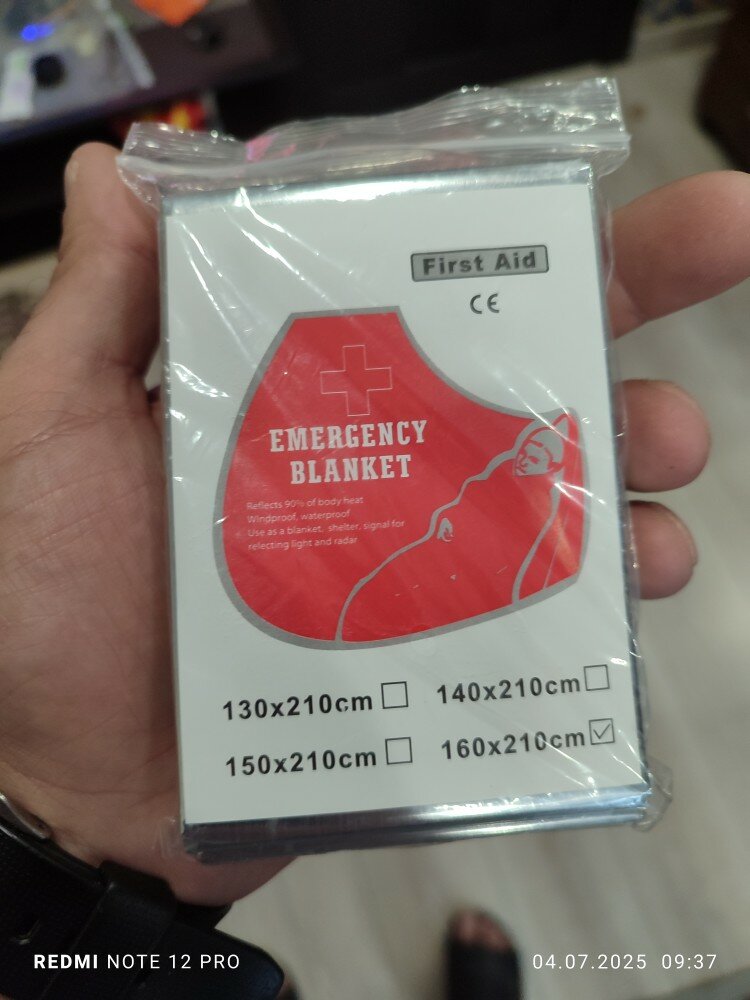 First Aid
CE
EMERGENCY
BLANKET
Reflects 90% of body heat
Windproof, waterproof
Use as a blanket, shelter, signal for
relecting light and radar
130x210cm
140x210cm
150x210cm
160x210cm
REDMI NOTE 12 PRO
04.07.2025 09:37